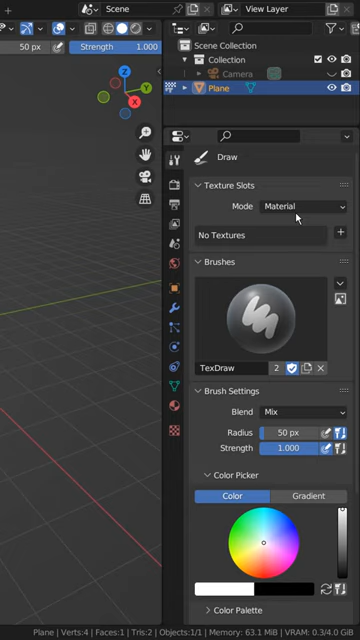 Scene
View Layer
50 px
Strength 1.000
Scene Collection
Collection
Camera
Plane
Z
Y
X
Draw
Texture Slots
Mode Material
No Textures
Brushes
TexDraw 2
Brush Settings
Blend Mix
Radius 50 px
Strength 1.000
Color Picker
Color Gradient
Color Palette
Plane | Verts:4 | Faces:1 | Tris:2 | Objects:1/1 | Memory: 63.1 MiB | VRAM: 0.3/4.0 GiB